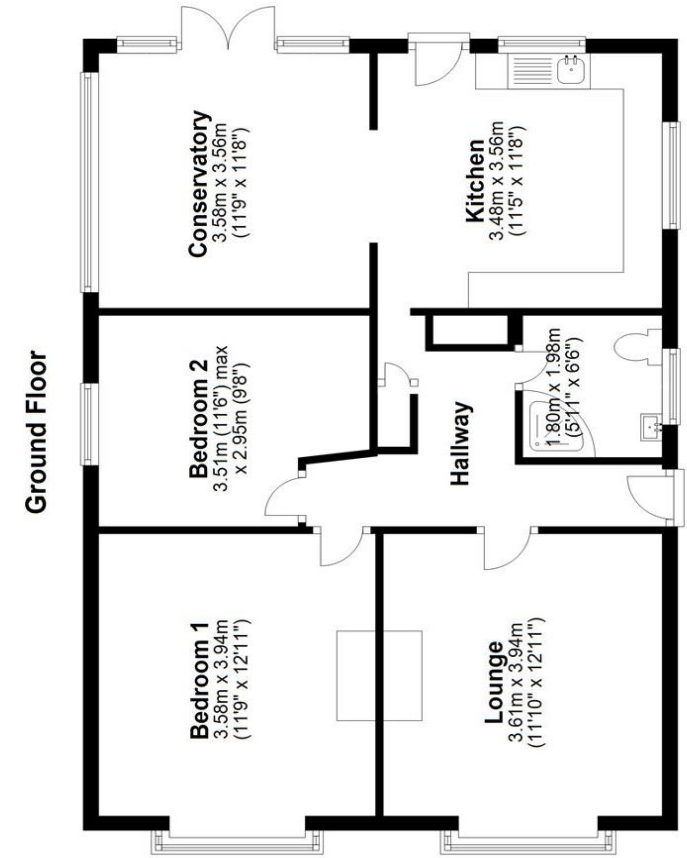 Ground Floor
Conservatory
3.58m x 3.56m
(11'9" x 11'8")
Kitchen
3.48m x 3.56m
(11'5" x 11'8")
Bedroom 2
3.51m (11'6") max
x 2.95m (9'8")
Hallway
1.80m x 1.98m
(5'11" x 6'6")
Bedroom 1
3.58m x 3.94m
(11'9" x 12'11")
Lounge
3.61m x 3.94m
(11'10" x 12'11")